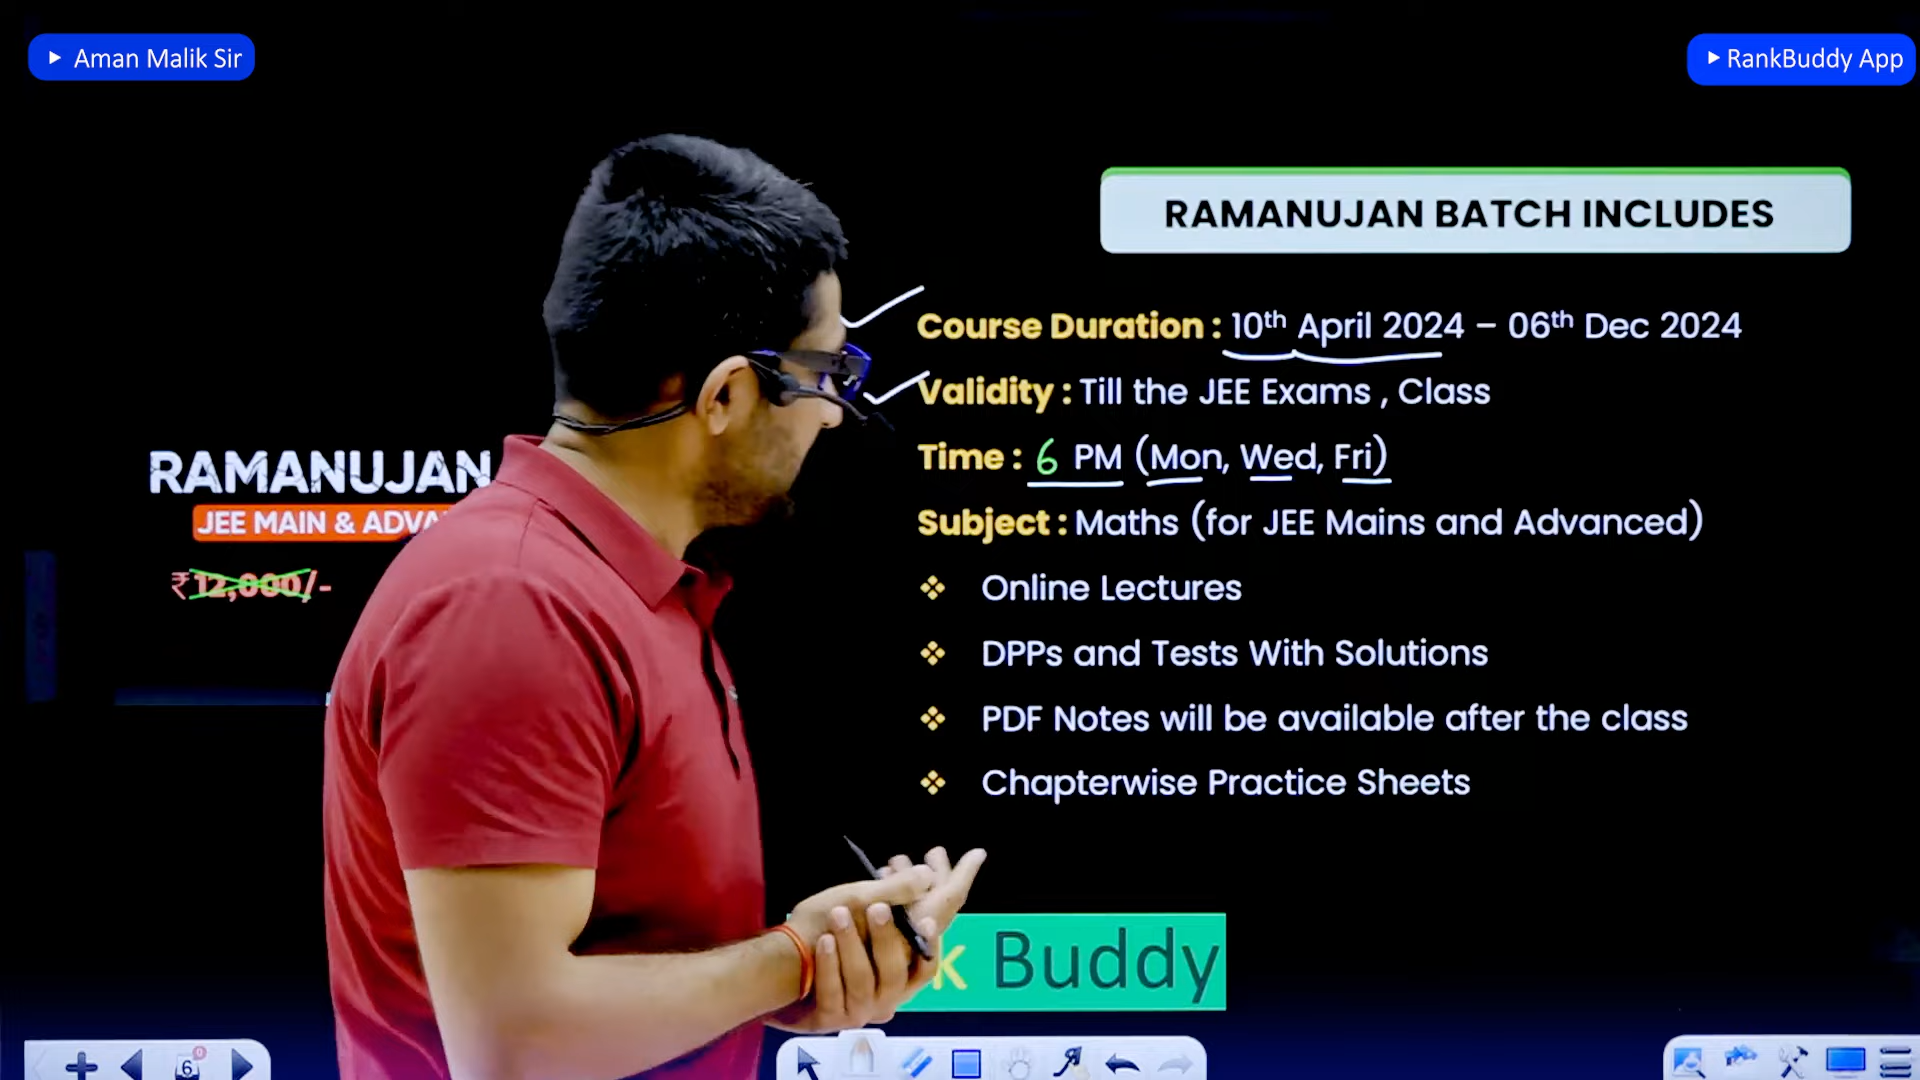 Aman Malik Sir
RankBuddy App
RAMANUJAN BATCH INCLUDES
Course Duration : 10th April 2024 – 06th Dec 2024
Validity : Till the JEE Exams , Class
Time : 6 PM (Mon, Wed, Fri)
Subject : Maths (for JEE Mains and Advanced)
Online Lectures
DPPs and Tests With Solutions
PDF Notes will be available after the class
Chapterwise Practice Sheets
RAMANUJAN
JEE MAIN & ADVA
₹12,000/-
k Buddy
6
0